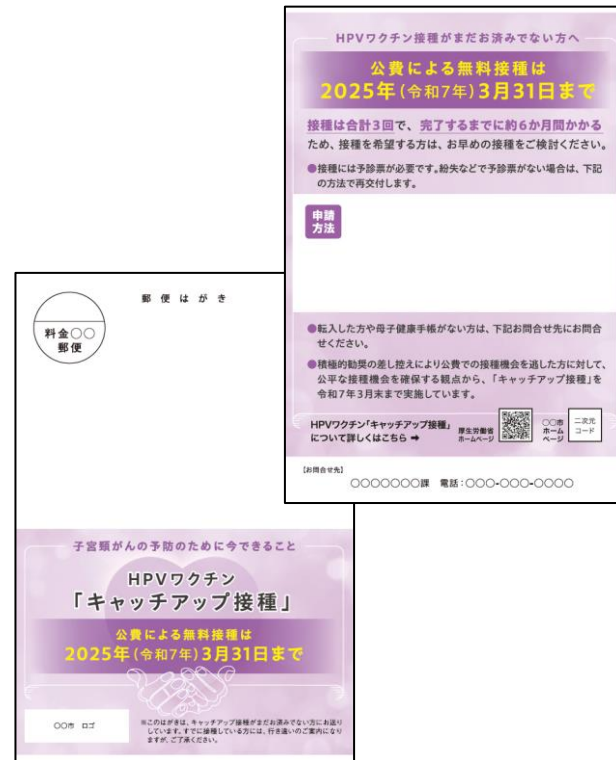 HPVワクチン接種がまだお済みでない方へ
公費による無料接種は
2025年(令和7年)3月31日まで
接種は合計3回で、完了するまでに約6か月間かかる
ため、接種を希望する方は、お早めの接種をご検討ください。
●接種には予診票が必要です。紛失などで予診票がない場合は、下記
の方法で再交付します。
申請
方法
●転入した方や母子健康手帳がない方は、下記お問合せ先にお問合
せください。
●積極的勧奨の差し控えにより公費での接種機会を逃した方に対して、
公平な接種機会を確保する観点から、「キャッチアップ接種」を
令和7年3月末まで実施しています。
HPVワクチン「キャッチアップ接種」
について詳しくはこちら ➡
厚生労働省
ホームページ
○○市
ホーム
ページ
二次元
コード
【お問合せ先】
○○○○○○○課 電話:○○○-○○○-○○○○
郵便はがき
料金○○
郵便
子宮頸がんの予防のために今できること
HPVワクチン
「キャッチアップ接種」
公費による無料接種は
2025年(令和7年)3月31日まで
○○市 ロゴ
※このはがきは、キャッチアップ接種がまだお済みでない方にお送り
しています。すでに接種している方には、行き違いのご案内になり
ますが、ご了承ください。